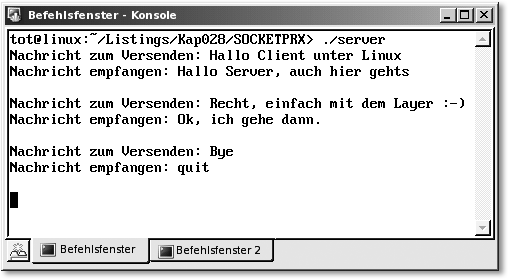 Befehlsfenster - Konsole
tot@linux:~/Listings/Kap028/SOCKETPRX> ./server
Nachricht zum Versenden: Hallo Client unter Linux
Nachricht empfangen: Hallo Server, auch hier gehts
Nachricht zum Versenden: Recht, einfach mit dem Layer :-)
Nachricht empfangen: Ok, ich gehe dann.
Nachricht zum Versenden: Bye
Nachricht empfangen: quit
Befehlsfenster
Befehlsfenster 2